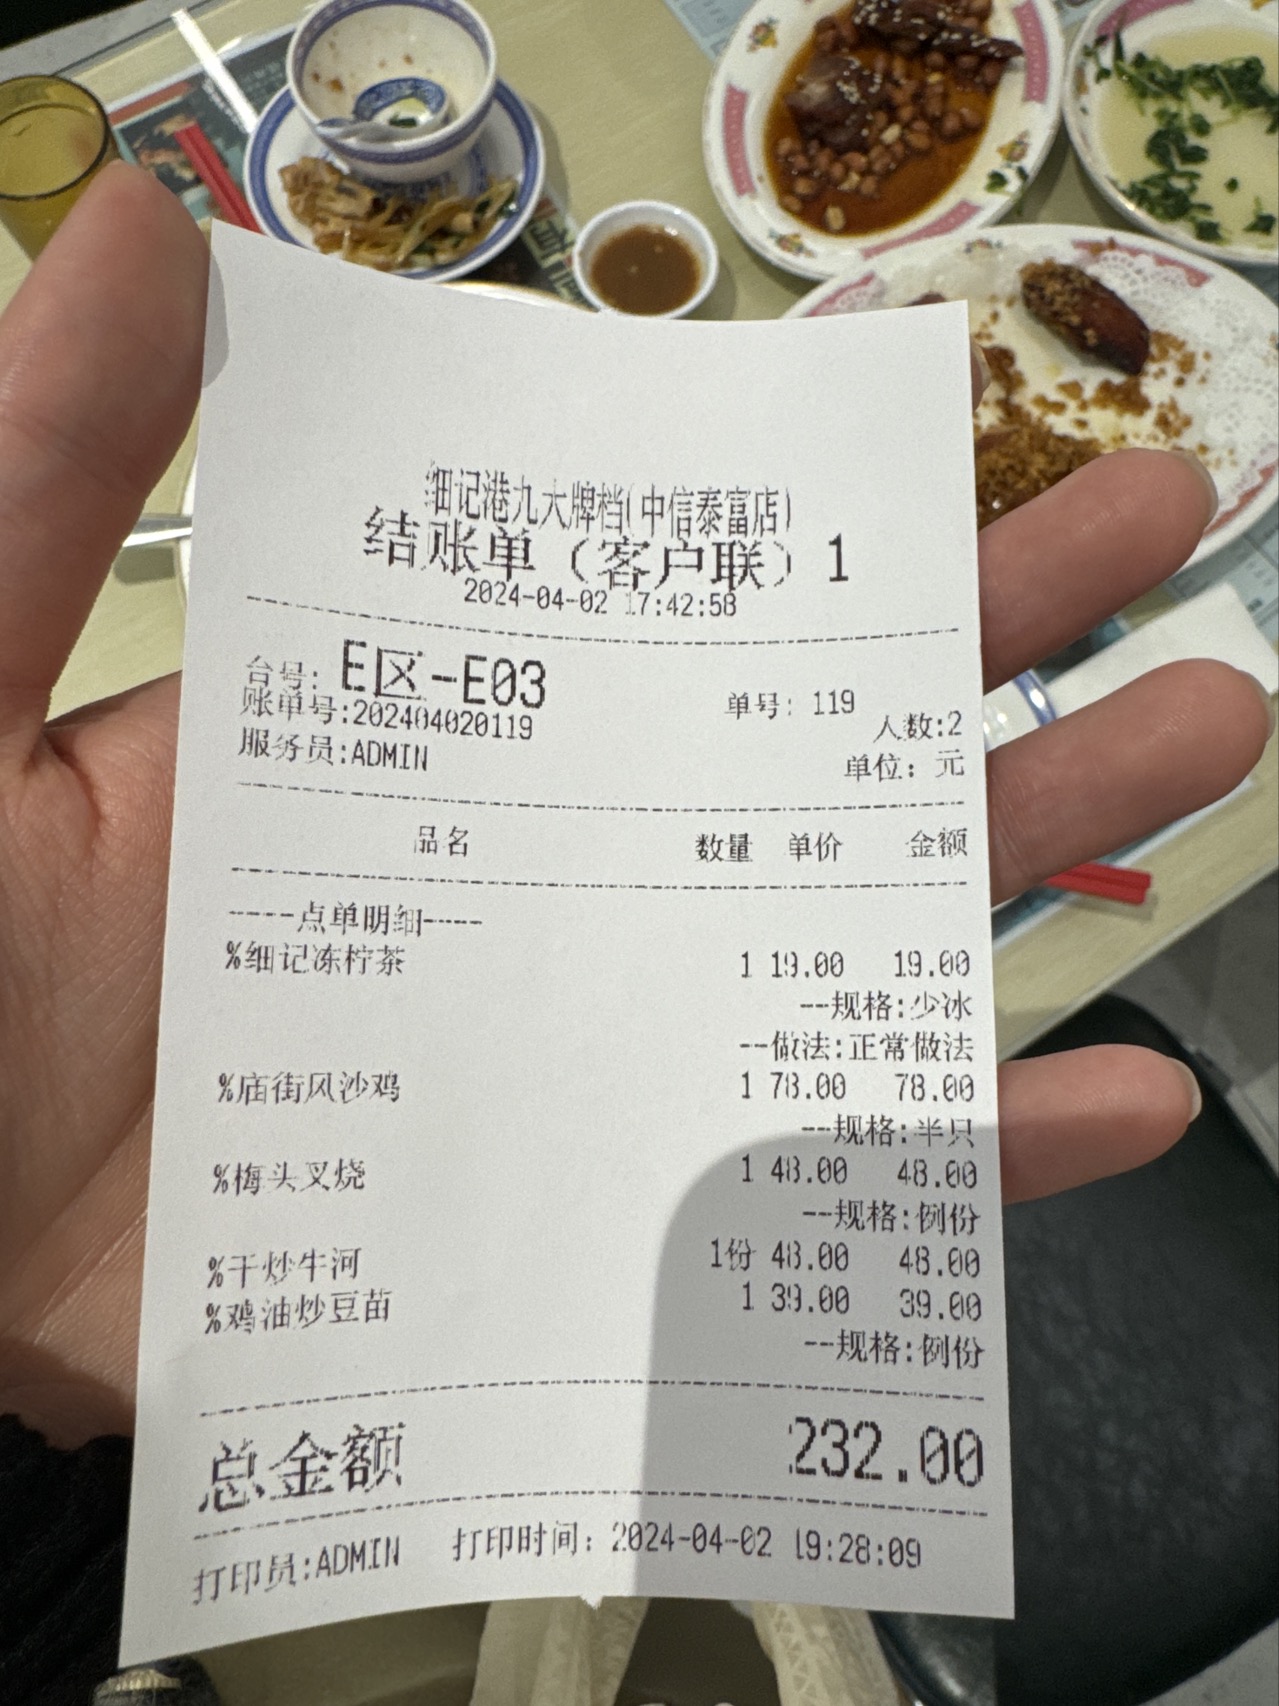 细记港九大牌档(中信泰富店)
结账单（客户联）1
2024-04-02 17:42:58
台号: E区-E03 单号: 119
账单号:202404020119 人数:2
服务员:ADMIN 单位: 元
品名 数量 单价 金额
-----点单明细-----
%细记冻柠茶 1 19.00 19.00
--规格:少冰
--做法:正常做法
%庙街风沙鸡 1 78.00 78.00
--规格:半只
%梅头叉烧 1 48.00 48.00
--规格:例份
%干炒牛河 1份 48.00 48.00
%鸡油炒豆苗 1 39.00 39.00
--规格:例份
总金额 232.00
打印员:ADMIN 打印时间: 2024-04-02 19:28:09